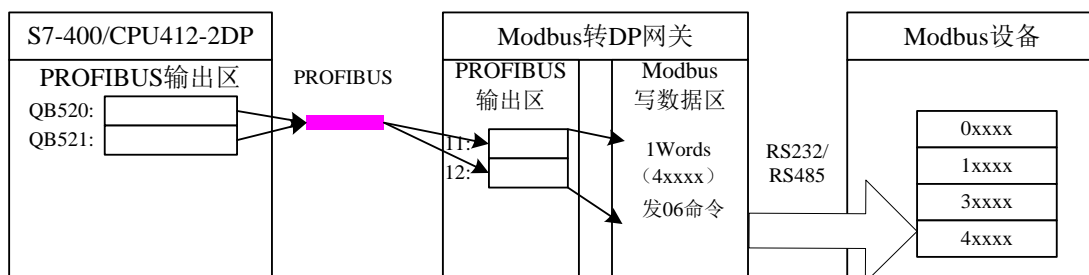 S7-400/CPU412-2DP
PROFIBUS输出区
QB520:
QB521:
PROFIBUS
Modbus转DP网关
PROFIBUS
输出区
11:
12:
Modbus
写数据区
1Words
（4xxxx）
发06命令
RS232/
RS485
Modbus设备
0xxxx
1xxxx
3xxxx
4xxxx